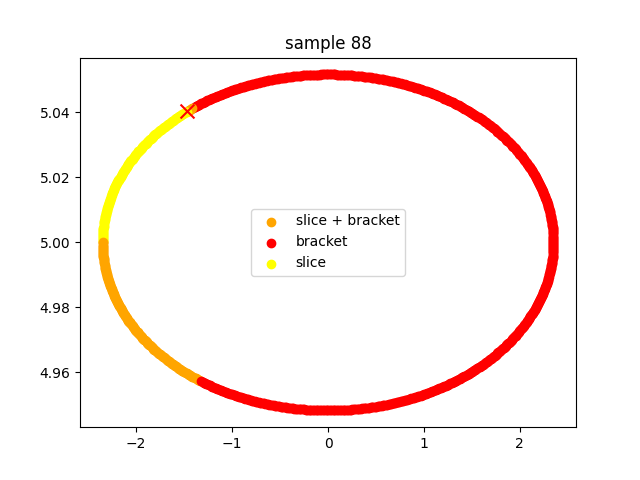 sample 88
5.04
5.02
5.00
4.98
4.96
slice + bracket
bracket
slice
−2
−1
0
1
2